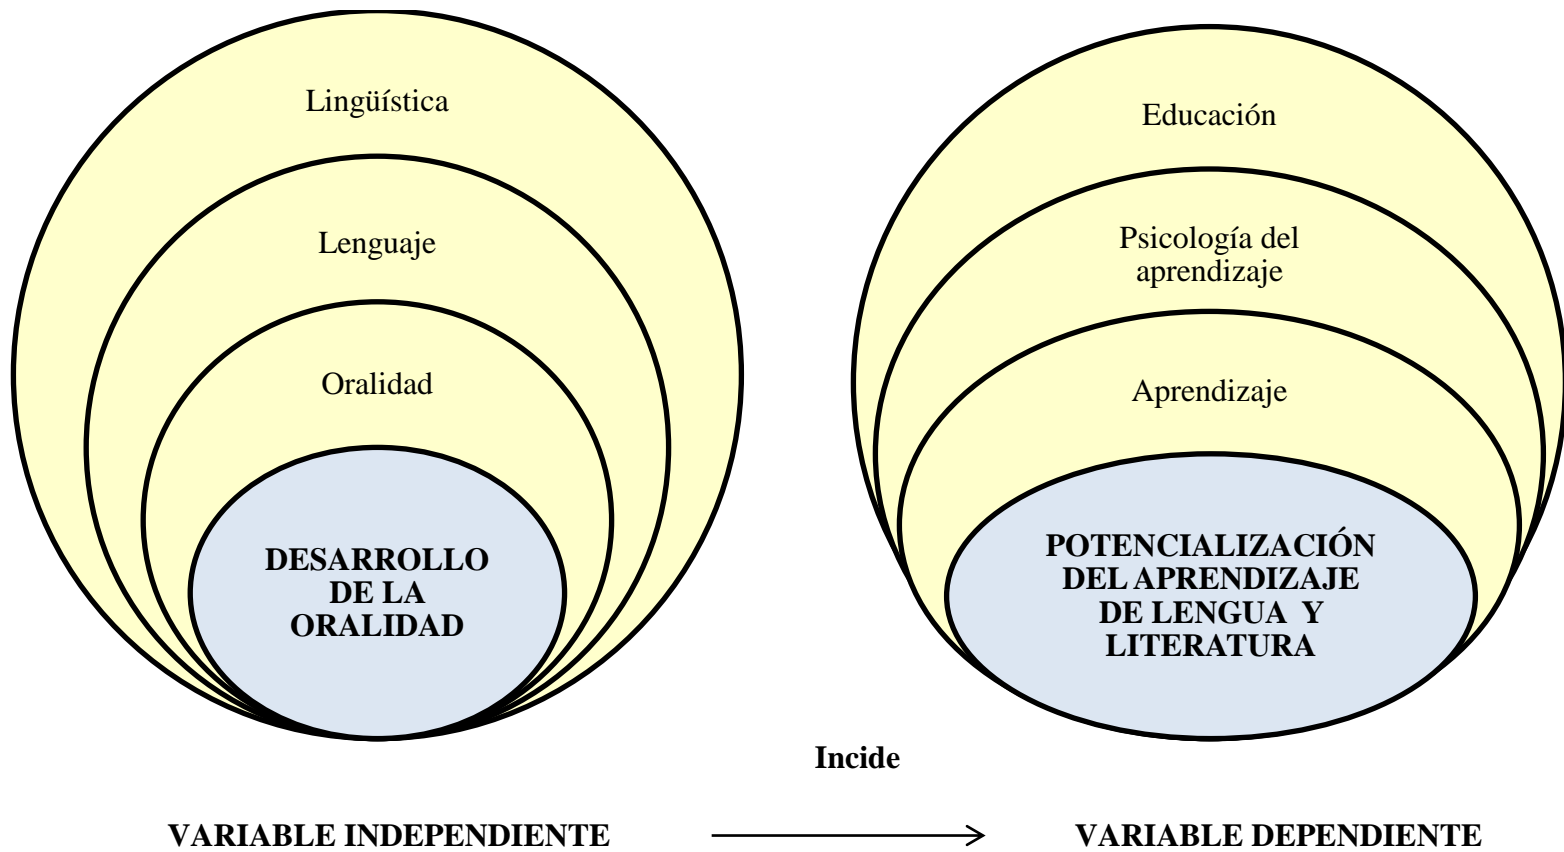 Lingüística
Lenguaje
Oralidad
DESARROLLO
DE LA
ORALIDAD
Educación
Psicología del
aprendizaje
Aprendizaje
POTENCIALIZACIÓN
DEL APRENDIZAJE
DE LENGUA Y
LITERATURA
Incide
VARIABLE INDEPENDIENTE
VARIABLE DEPENDIENTE